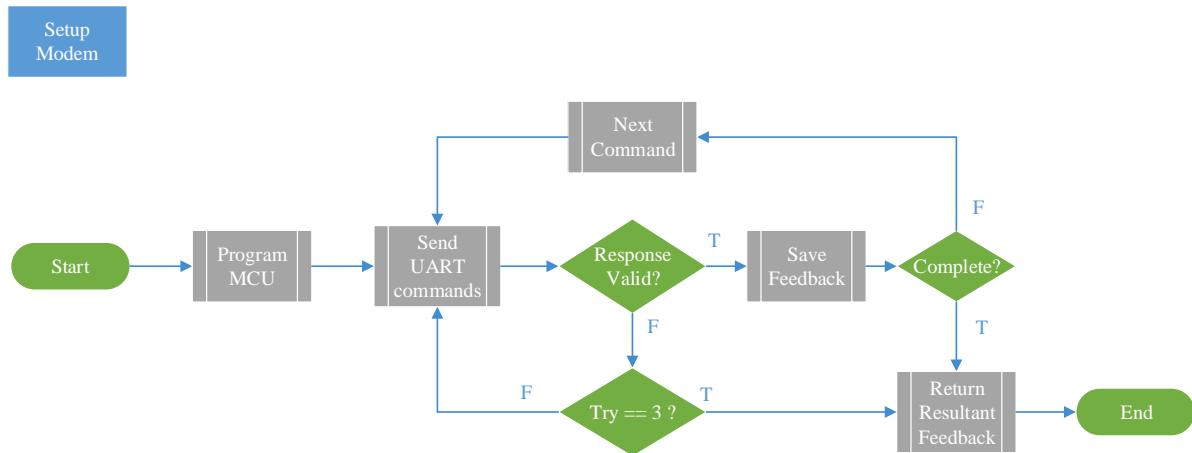 Setup
Modem
Next
Command
F
Start
Program
MCU
Send
UART
commands
Response
Valid?
T
Save
Feedback
Complete?
F
T
F
Try == 3 ?
T
Return
Resultant
Feedback
End